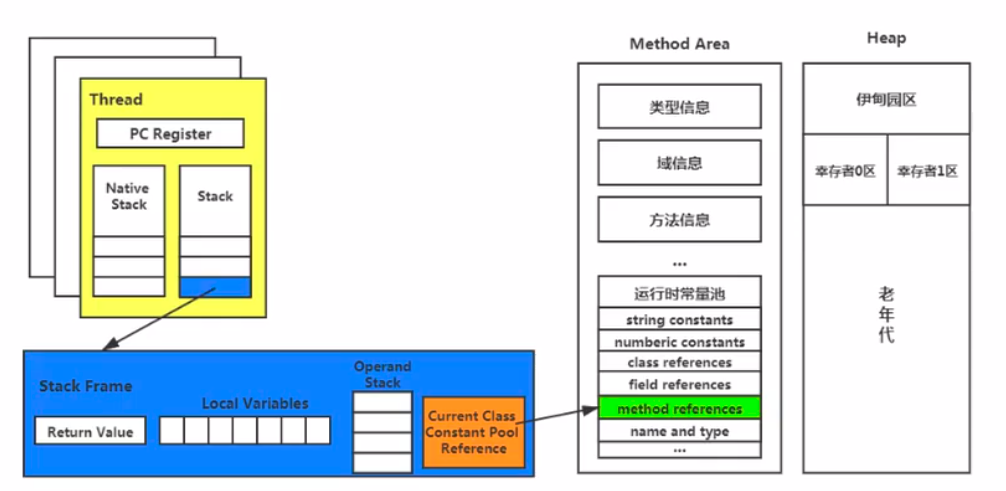 Thread
PC Register
Native
Stack
Stack
Stack Frame
Return Value
Local Variables
Operand
Stack
Current Class
Constant Pool
Reference
Method Area
类型信息
域信息
方法信息
...
运行时常量池
string constants
numberic constants
class references
field references
method references
name and type
...
Heap
伊甸园区
幸存者0区
幸存者1区
老
年
代